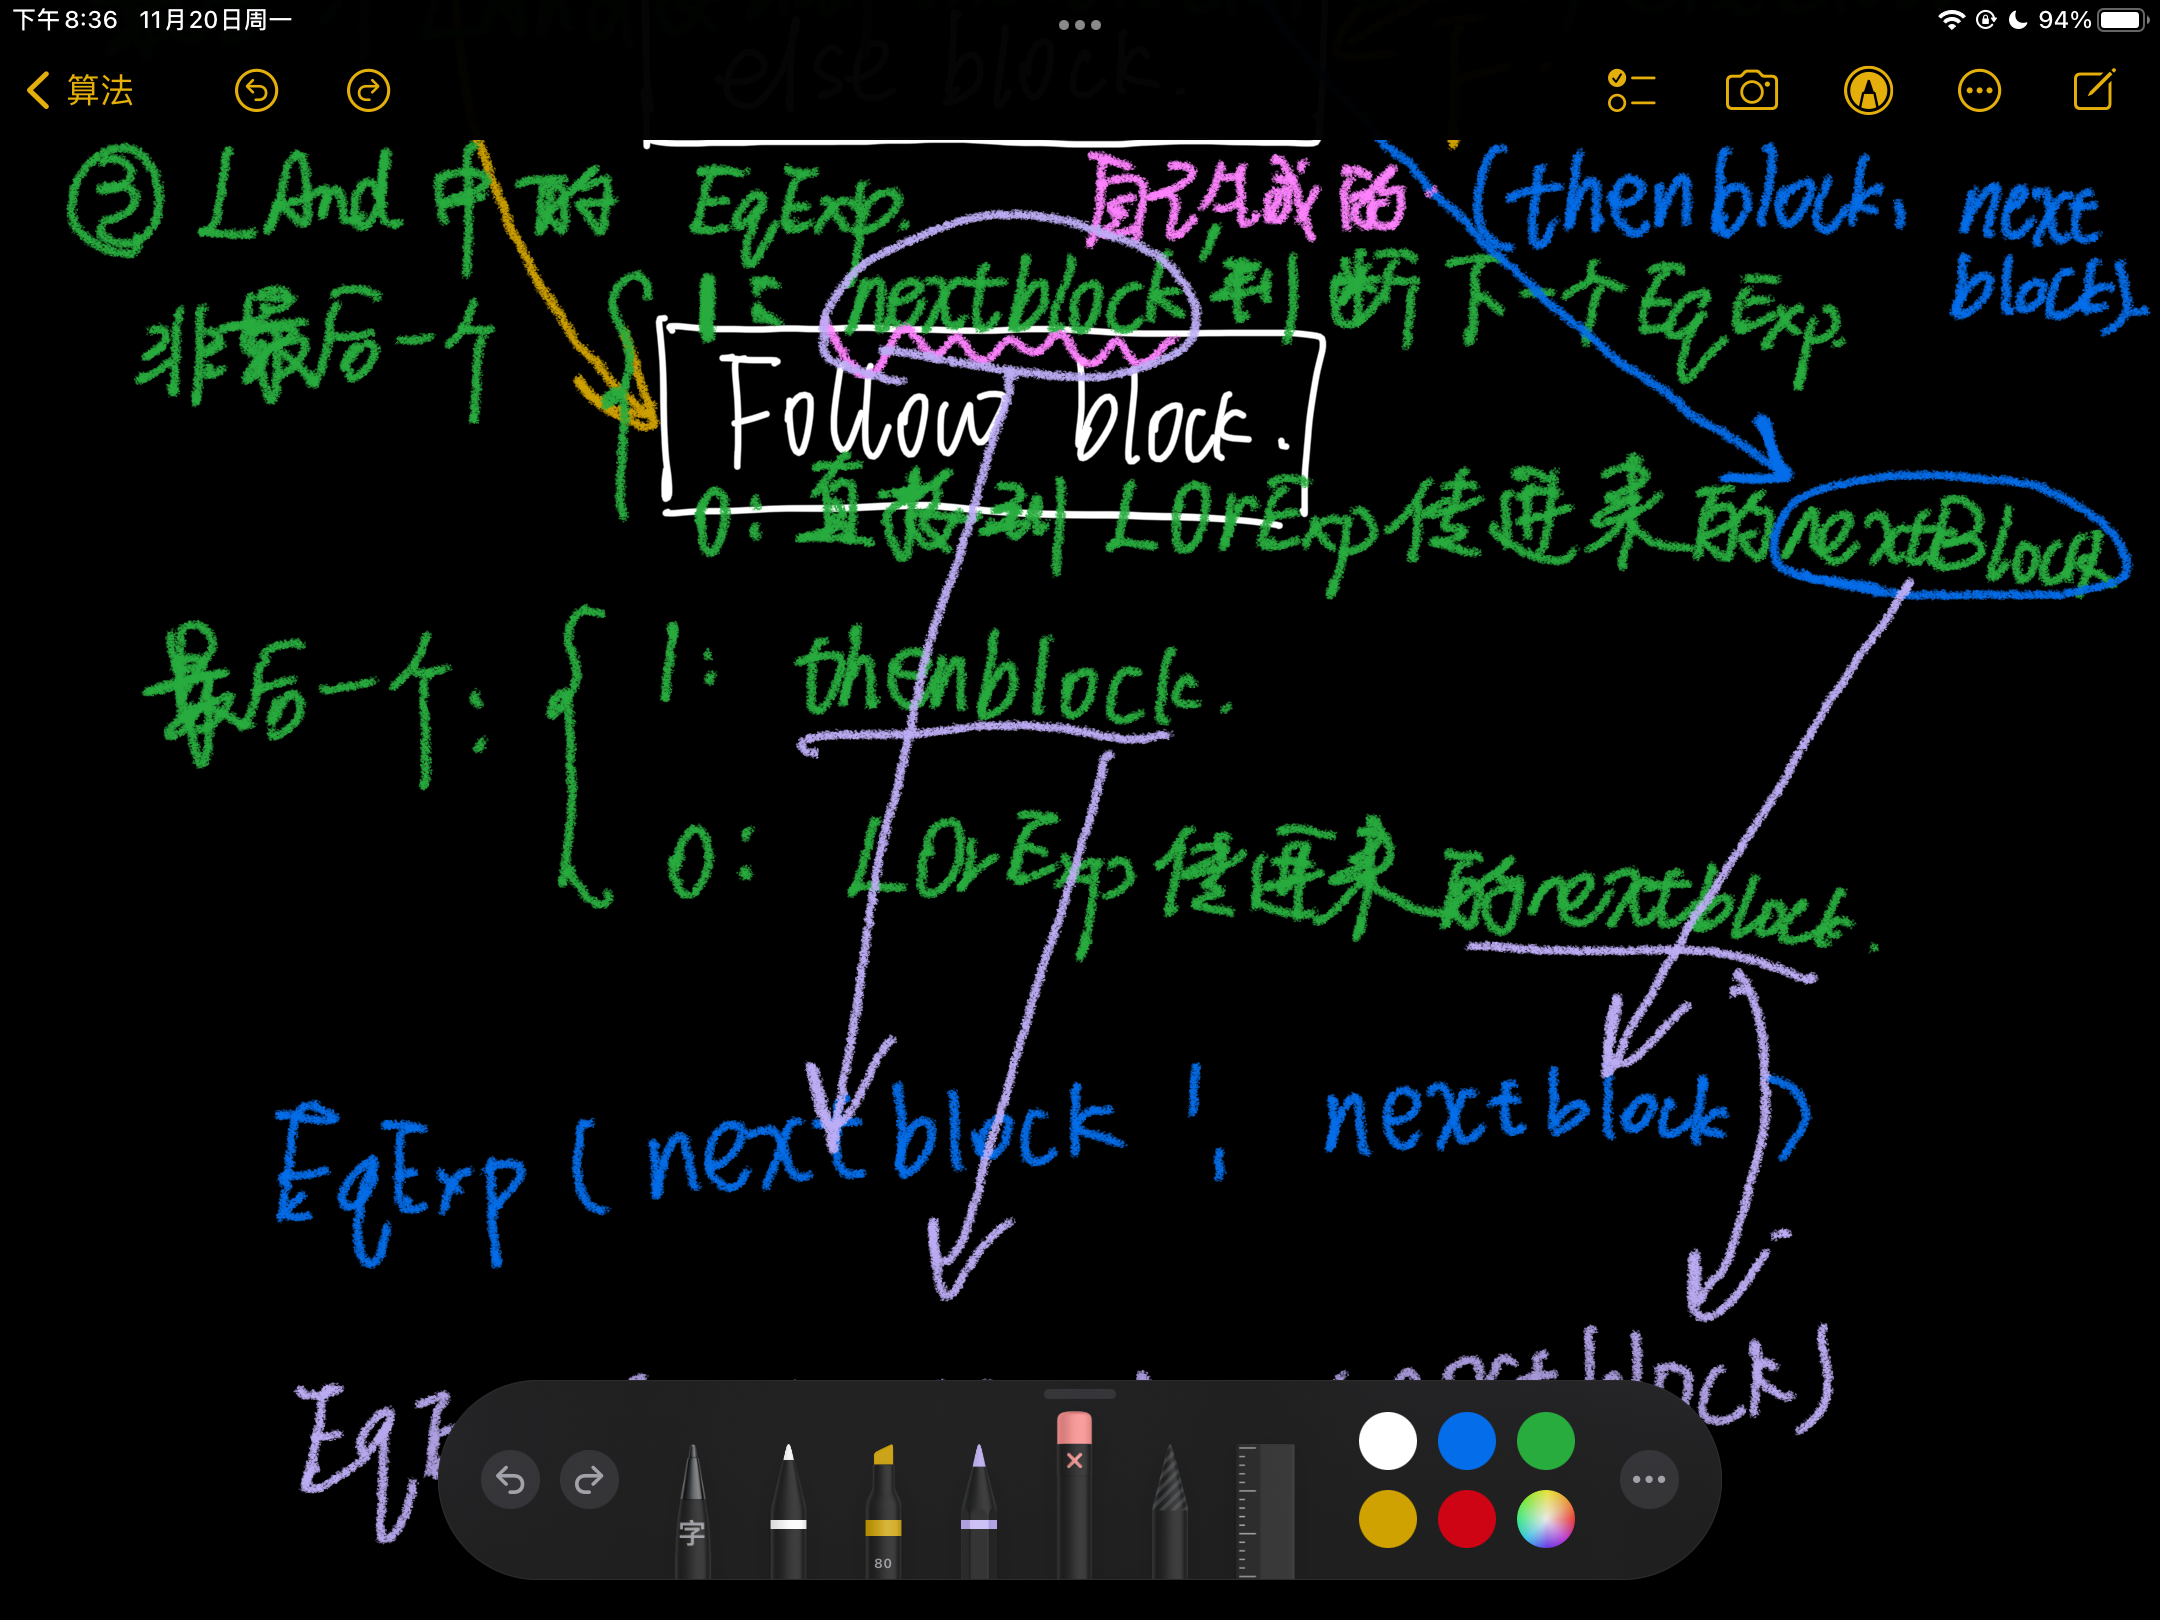 下午8:36 11月20日周一 94%
算法
else block.
③ LAnd 中的 EqExp. 自己生成的. (thenblock, next block).
非最后一个 { 1: nextblock' 判断下一个EqExp.
Follow block.
0: 直接到 LOrExp传进来的nextBlock
最后一个: { 1: thenblock.
0: LOrExp传进来的nextblock.
EqExp (nextblock', nextblock)
nextblock)
字
80